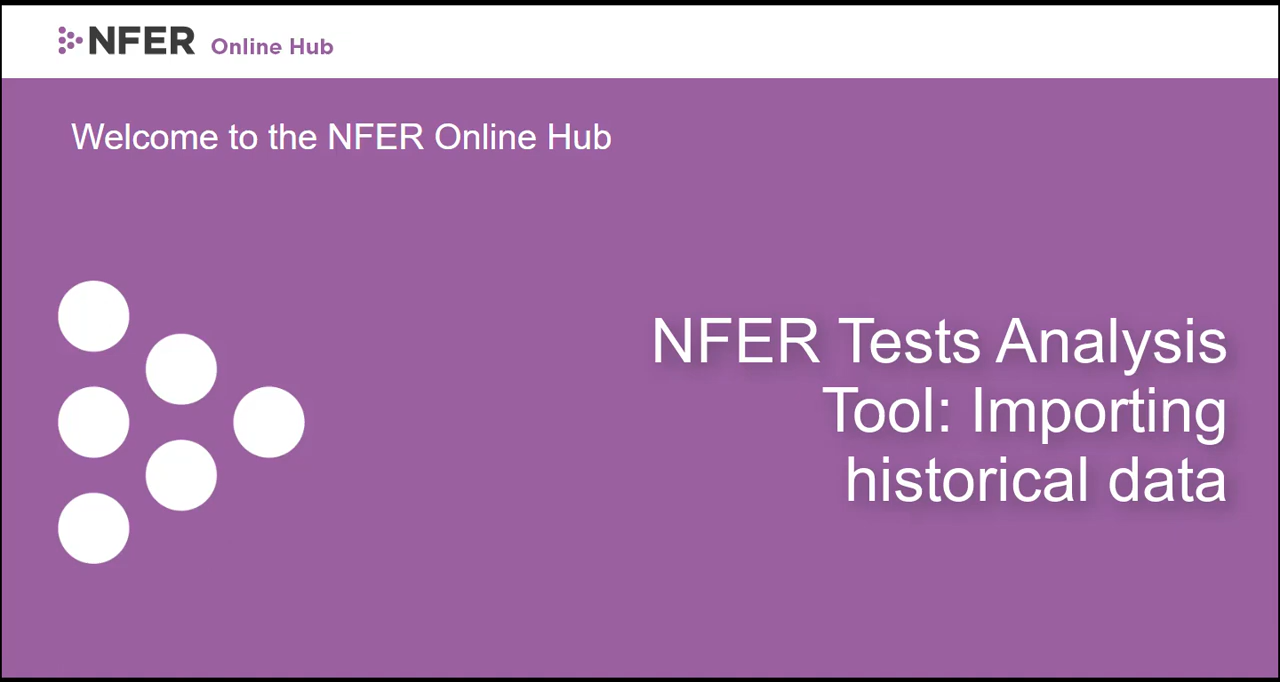 NFER Online Hub
Welcome to the NFER Online Hub
NFER Tests Analysis
Tool: Importing
historical data